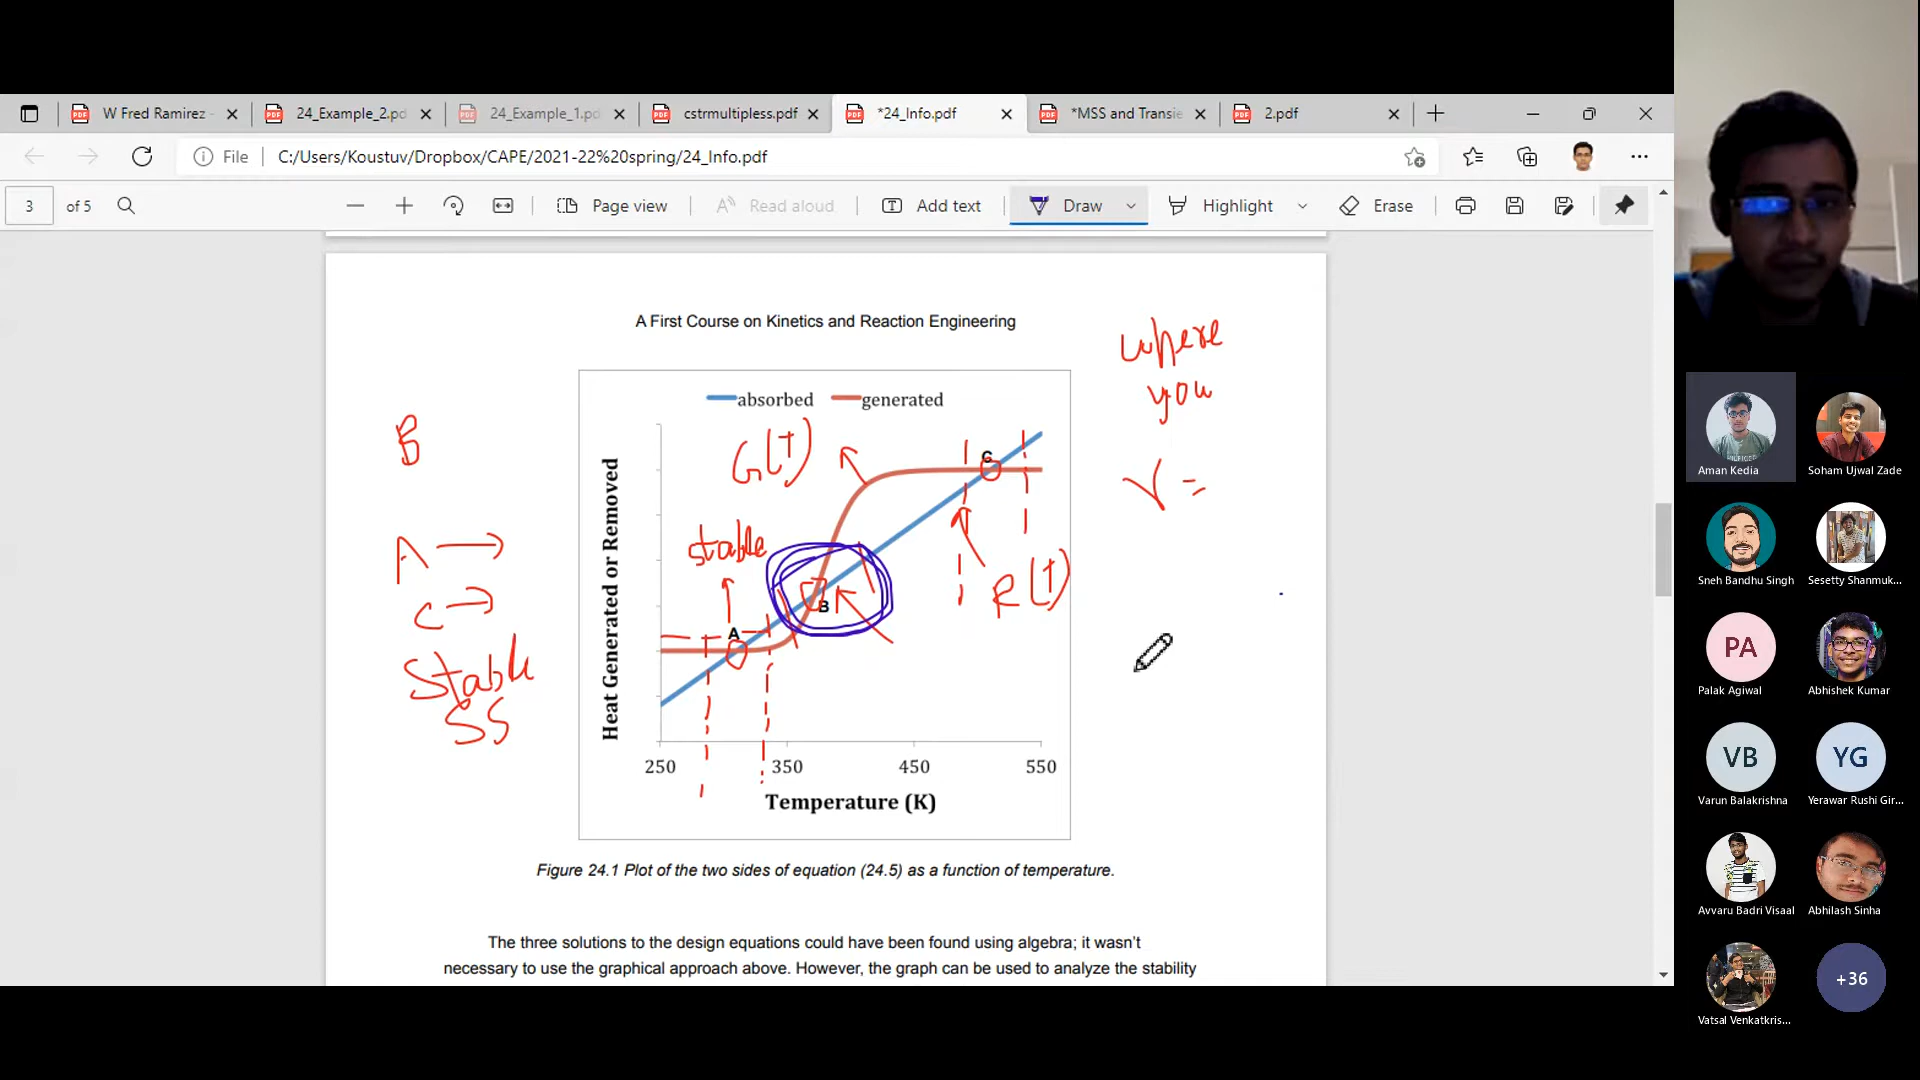 W Fred Ramirez -
24_Example_2.pd
24_Example_1.pd
cstrmultipless.pdf
*24_Info.pdf
*MSS and Transie
2.pdf
File
C:/Users/Koustuv/Dropbox/CAPE/2021-22%20spring/24_Info.pdf
3 of 5
Page view
Read aloud
Add text
Draw
Highlight
Erase
A First Course on Kinetics and Reaction Engineering
where
you
γ =
absorbed generated
G(T)
B
stable
A →
C →
Stable
SS
R(T)
A
B
C
Heat Generated or Removed
250 350 450 550
Temperature (K)
Figure 24.1 Plot of the two sides of equation (24.5) as a function of temperature.
The three solutions to the design equations could have been found using algebra; it wasn't
necessary to use the graphical approach above. However, the graph can be used to analyze the stability
Aman Kedia
Soham Ujwal Zade
Sneh Bandhu Singh
Sesetty Shanmuk...
PA
Palak Agiwal
Abhishek Kumar
VB
Varun Balakrishna
YG
Yerawar Rushi Gir...
Avvaru Badri Visaal
Abhilash Sinha
Vatsal Venkatkris...
+36